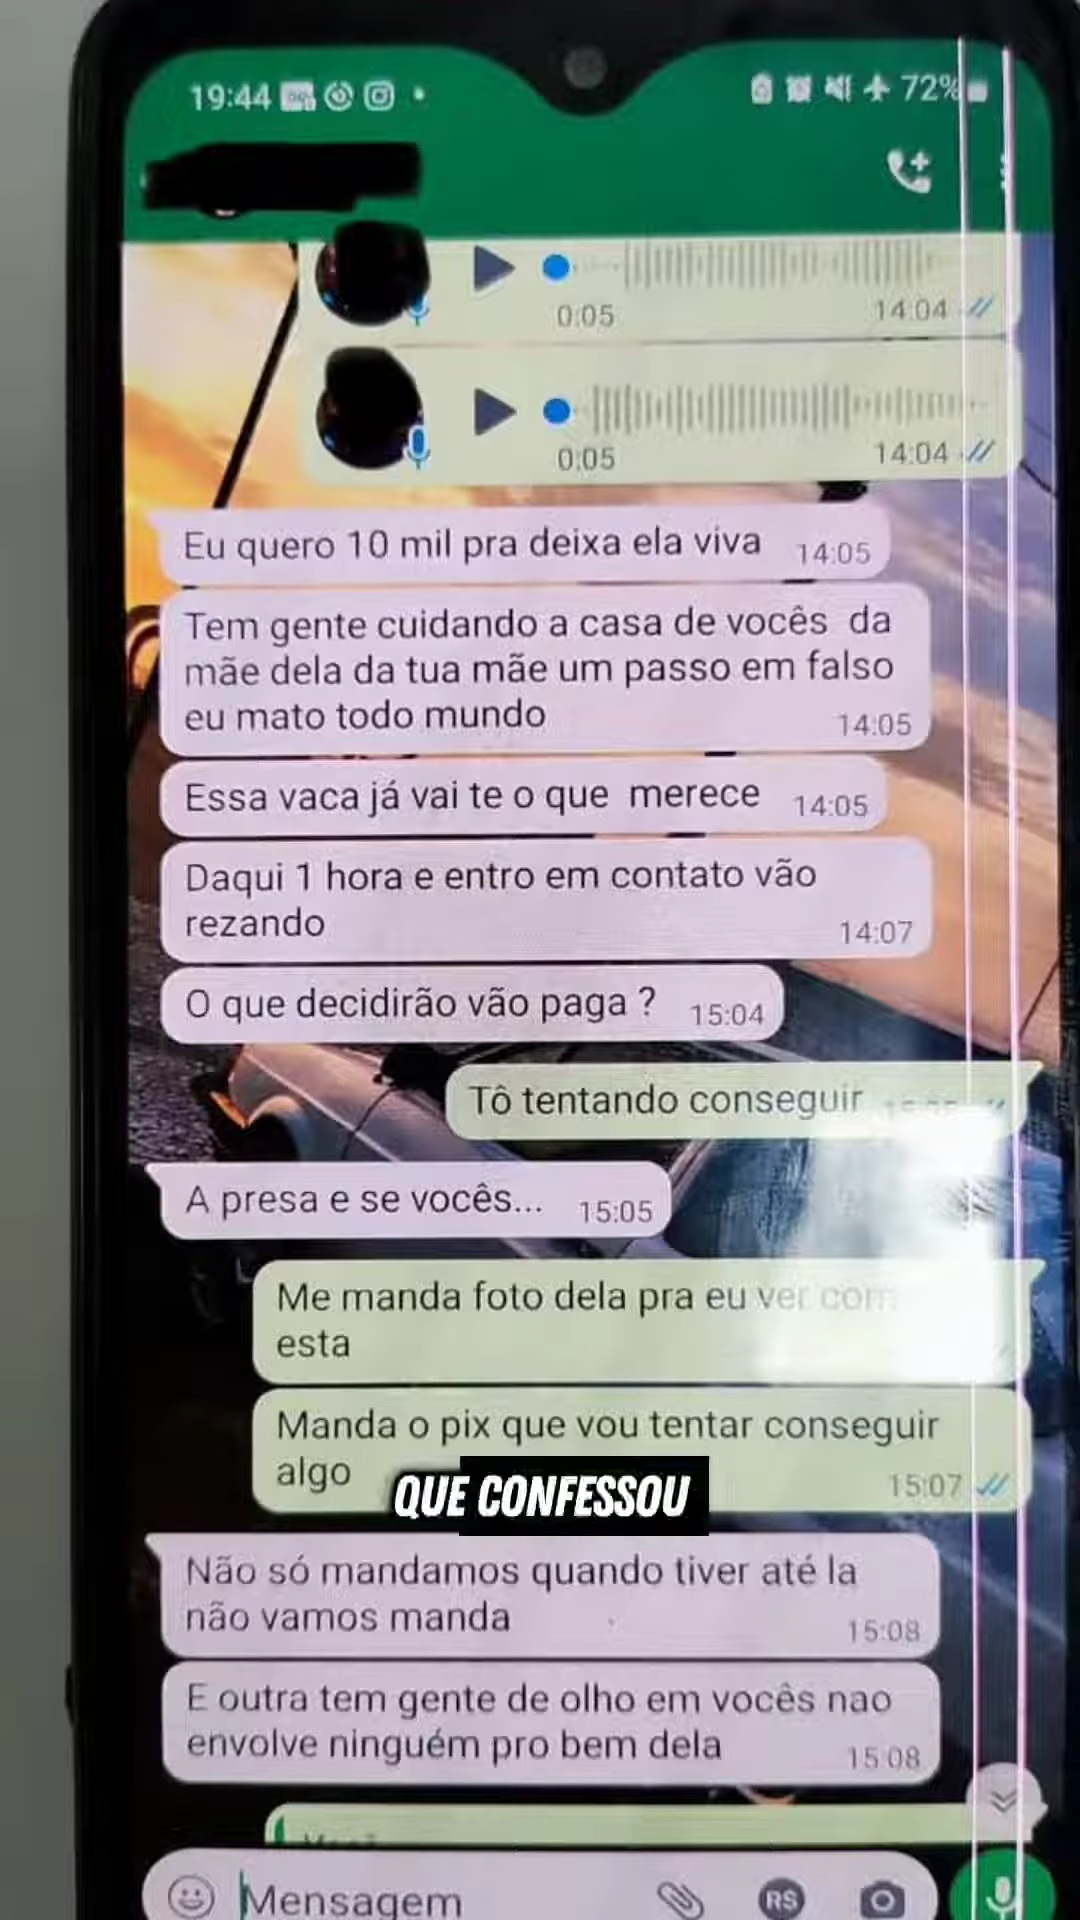 19:44
72%
0:05
14:04
0:05
14:04
Eu quero 10 mil pra deixa ela viva
14:05
Tem gente cuidando a casa de vocês da
mãe dela da tua mãe um passo em falso
eu mato todo mundo
14:05
Essa vaca já vai te o que merece
14:05
Daqui 1 hora e entro em contato vão
rezando
14:07
O que decidirão vão paga ?
15:04
Tô tentando conseguir
A presa e se vocês...
15:05
Me manda foto dela pra eu ver com
esta
Manda o pix que vou tentar conseguir
algo
15:07
QUE CONFESSOU
Não só mandamos quando tiver até la
não vamos manda
15:08
E outra tem gente de olho em vocês nao
envolve ninguém pro bem dela
15:08
Mensagem
R$